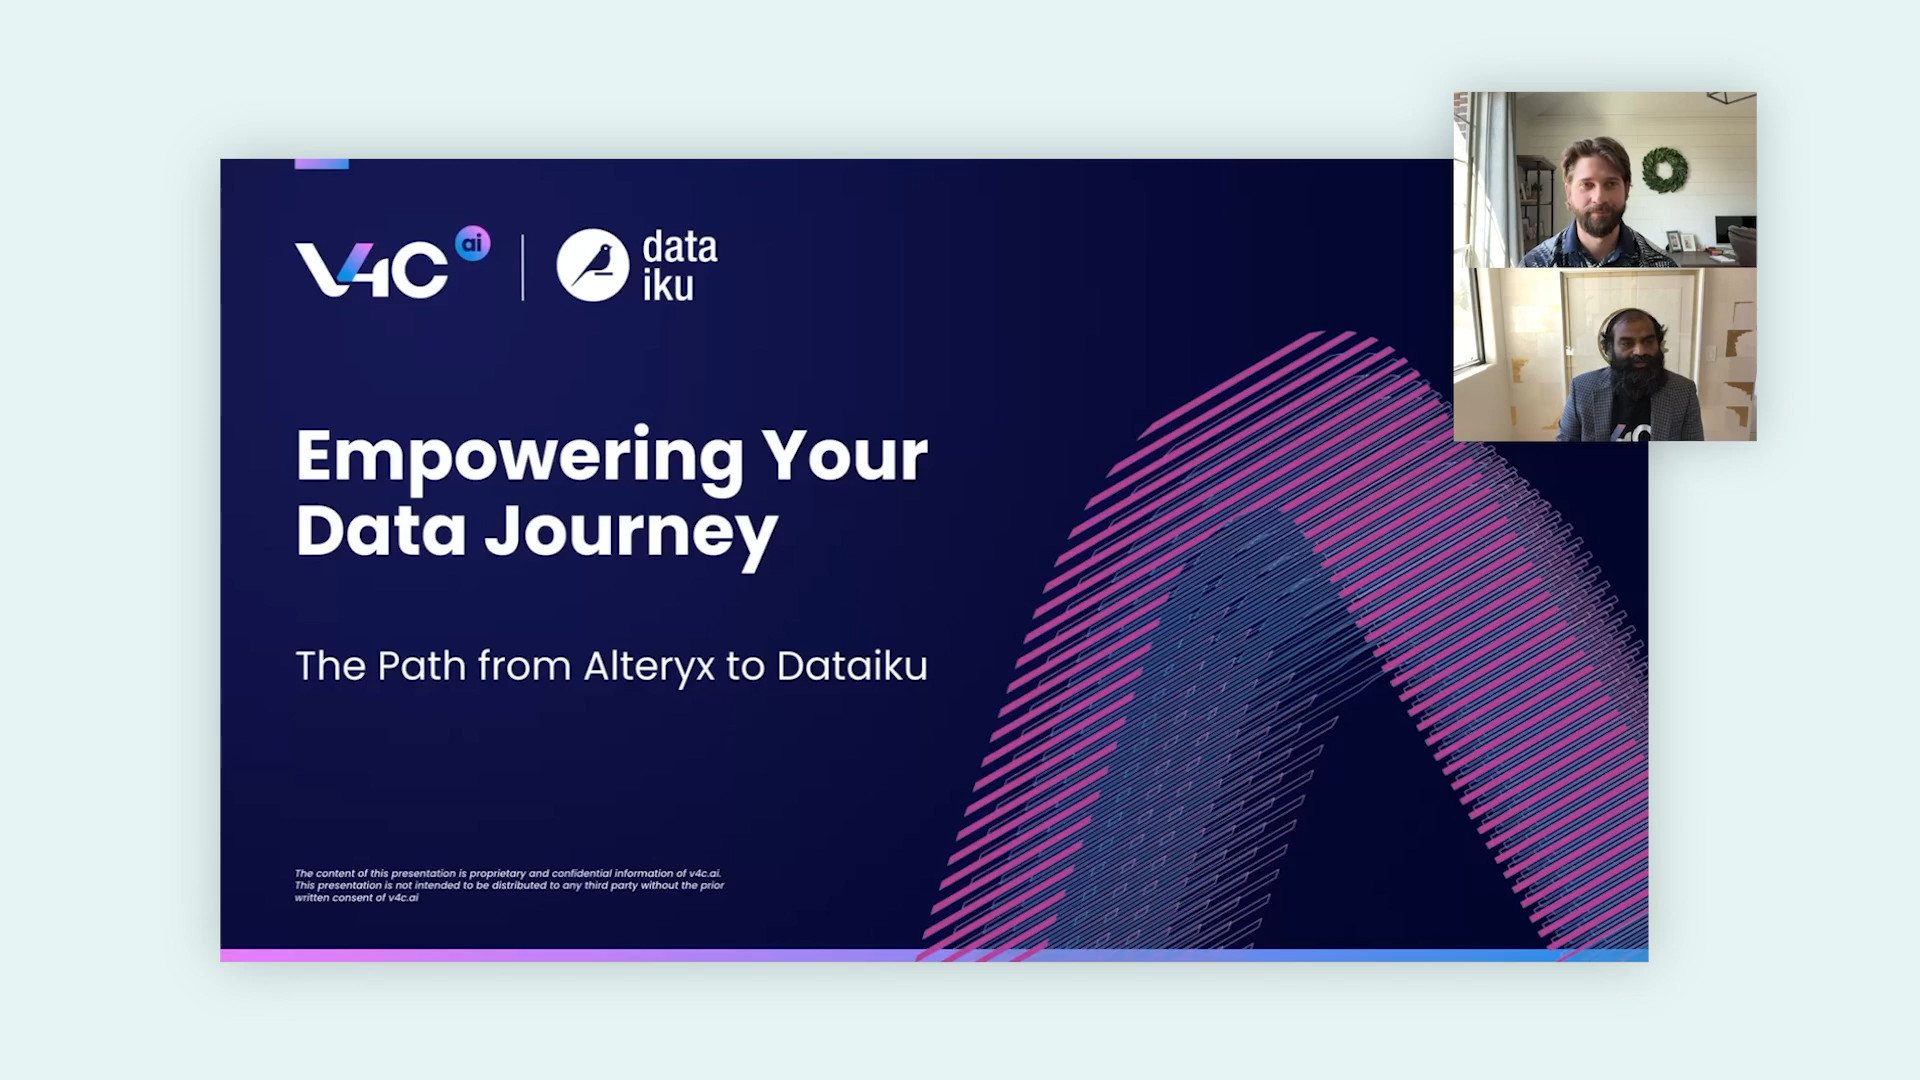 V4C ai
data
iku
Empowering Your
Data Journey
The Path from Alteryx to Dataiku
The content of this presentation is proprietary and confidential information of v4c.ai.
This presentation is not intended to be distributed to any third party without the prior
written consent of v4c.ai